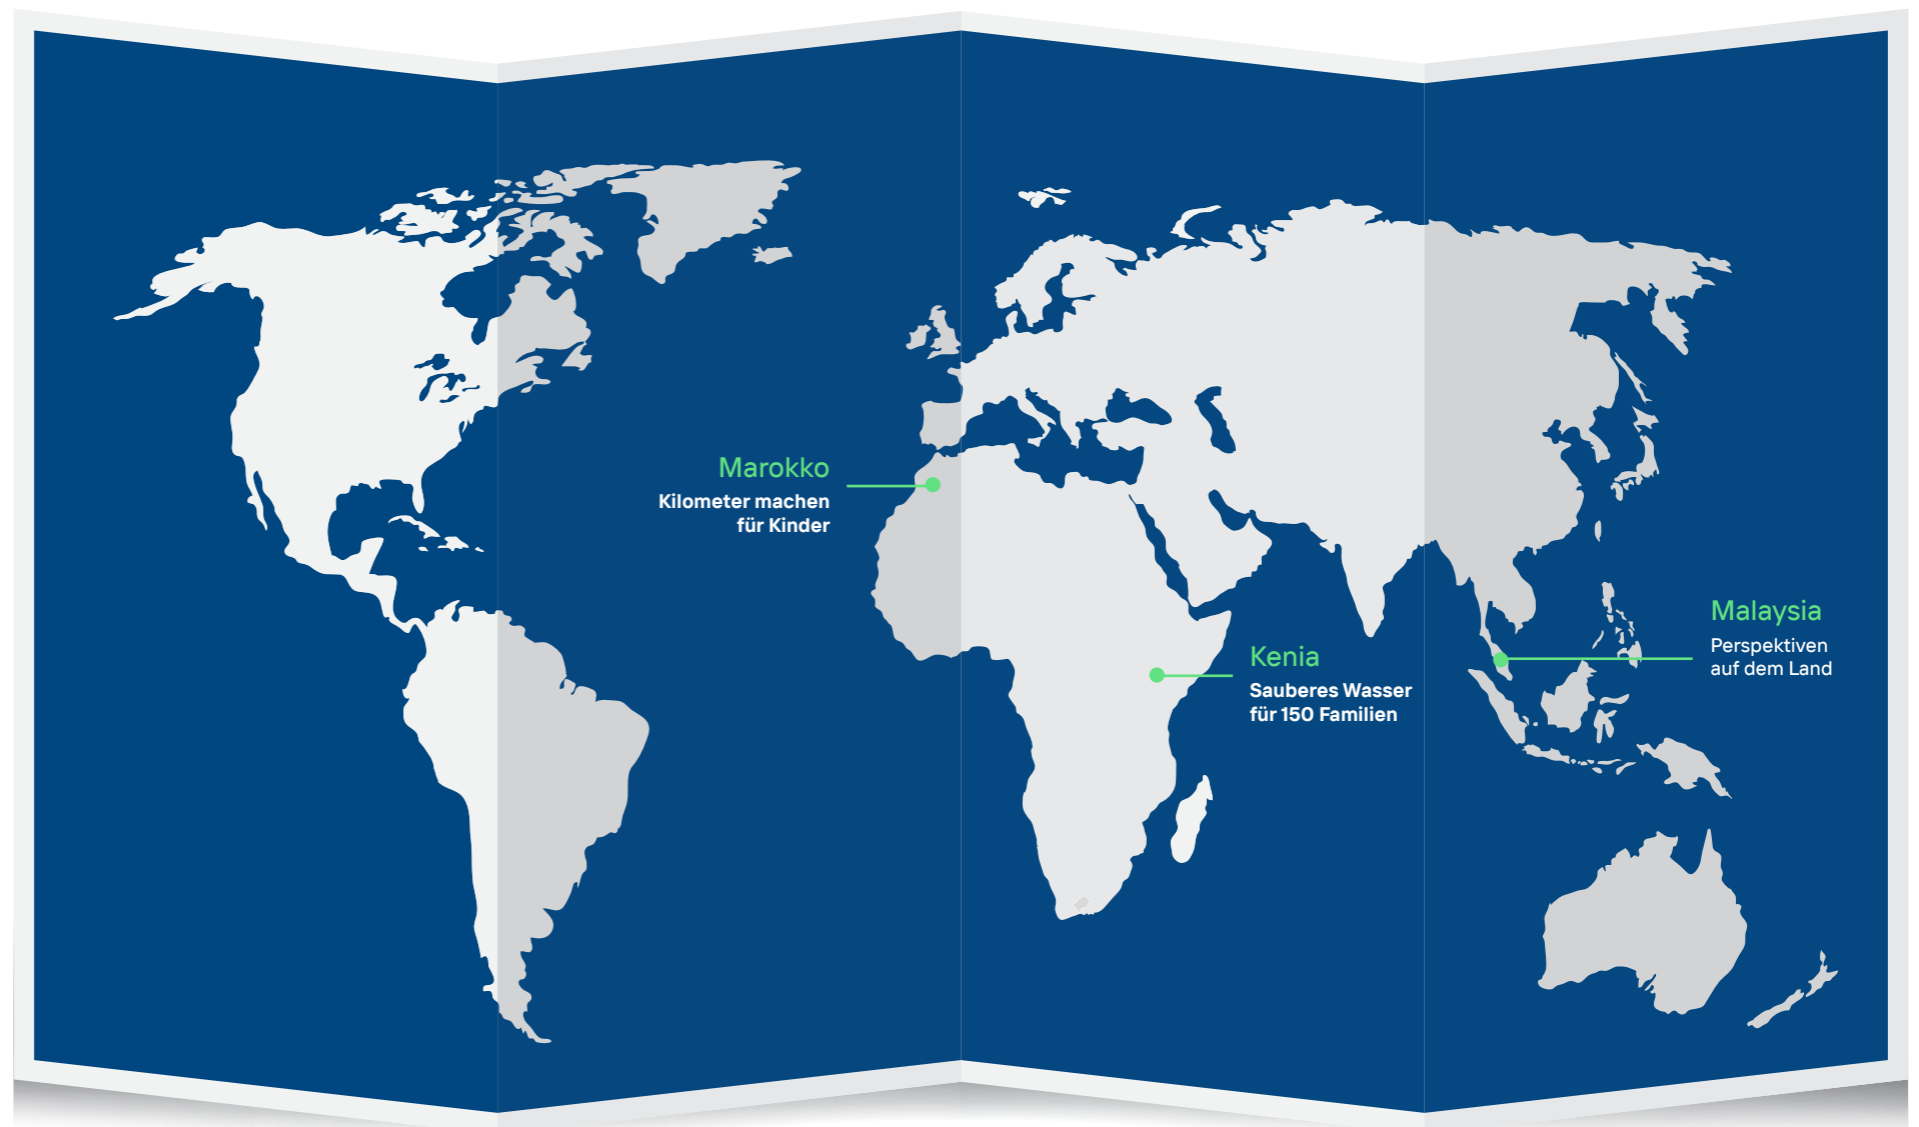 Marokko
Kilometer machen
für Kinder
Kenia
Sauberes Wasser
für 150 Familien
Malaysia
Perspektiven
auf dem Land